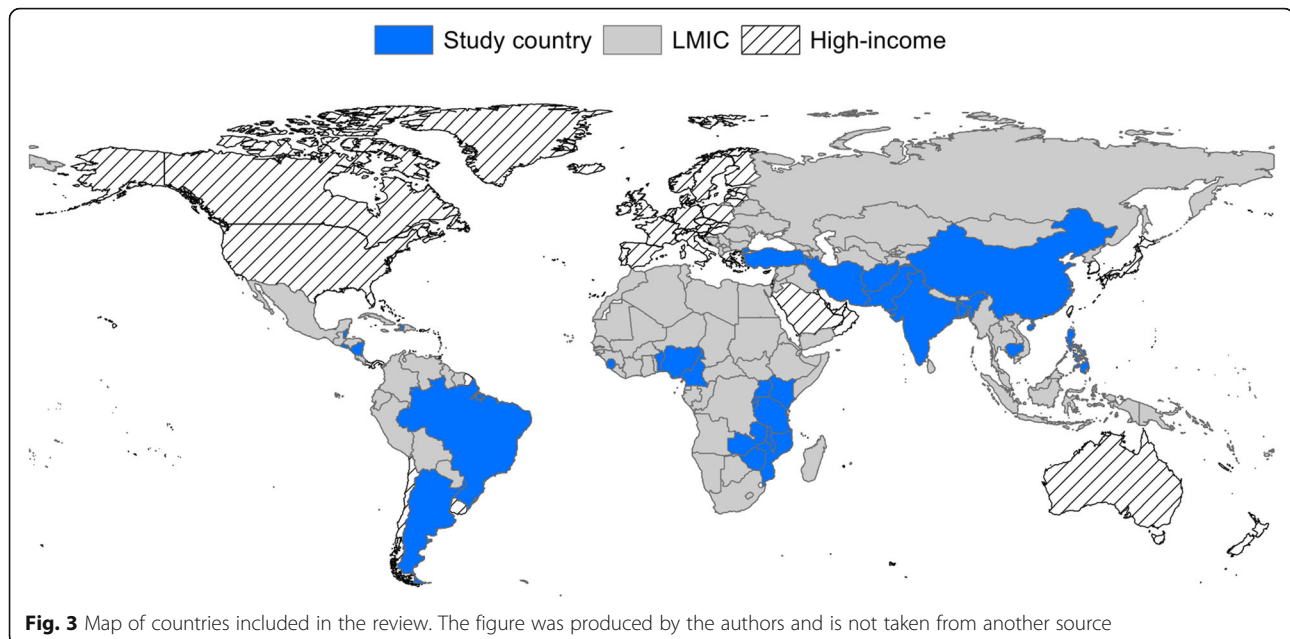 Study country LMIC High-income
Fig. 3 Map of countries included in the review. The figure was produced by the authors and is not taken from another source